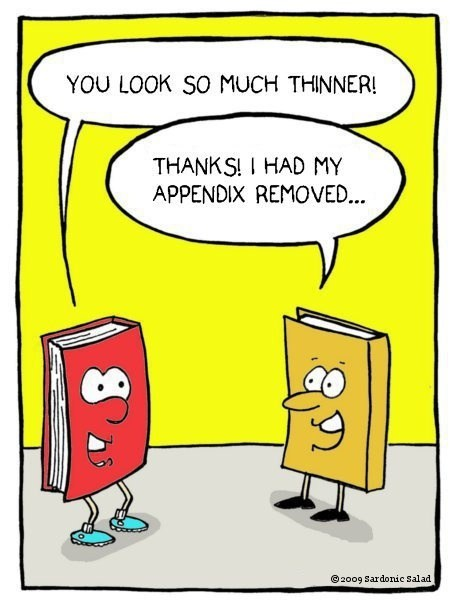 YOU LOOK SO MUCH THINNER!
THANKS! I HAD MY
APPENDIX REMOVED...
© 2009 Sardonic Salad